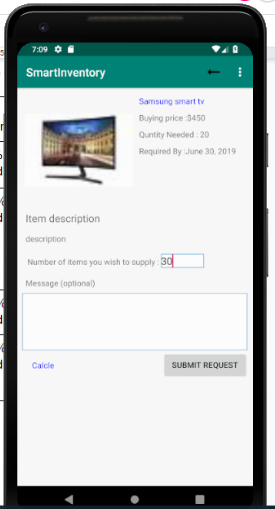 7:09
SmartInventory
Samsung smart tv
Buying price :$450
Quntity Needed : 20
Required By :June 30, 2019
Item description
description
Number of items you wish to supply : 30
Message (optional)
Calcle
SUBMIT REQUEST